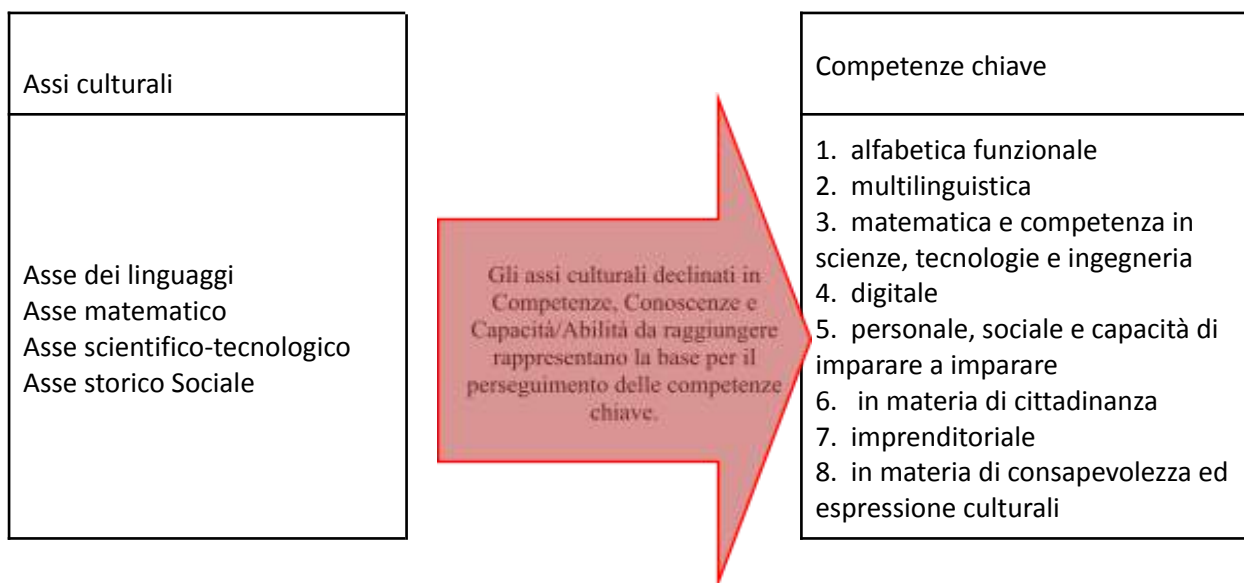 Assi culturali
Asse dei linguaggi
Asse matematico
Asse scientifico-tecnologico
Asse storico Sociale
Gli assi culturali declinati in
Competenze, Conoscenze e
Capacità/Abilità da raggiungere
rappresentano la base per il
perseguimento delle competenze
chiave.
Competenze chiave
1. alfabetica funzionale
2. multilinguistica
3. matematica e competenza in
scienze, tecnologie e ingegneria
4. digitale
5. personale, sociale e capacità di
imparare a imparare
6. in materia di cittadinanza
7. imprenditoriale
8. in materia di consapevolezza ed
espressione culturali